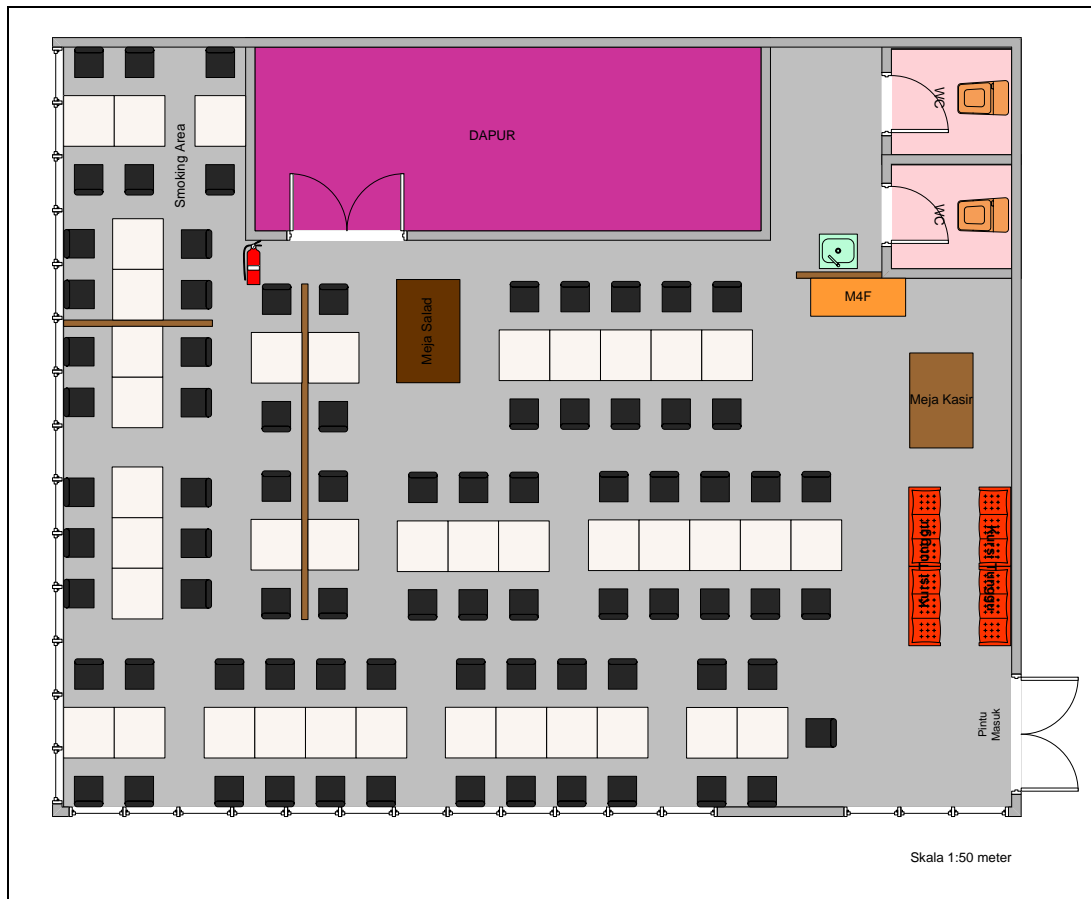 DAPUR
WC
Smoking Area
WC
M4F
Meja Salad
Meja Kasir
Kursi Tunggu
Kursi Tunggu
Pintu
Masuk
Skala 1:50 meter